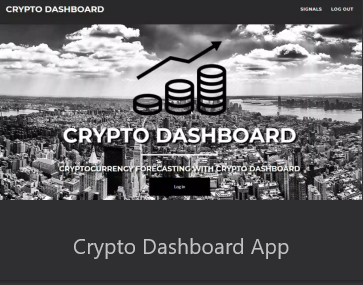 CRYPTO DASHBOARD
SIGNALS LOG OUT
CRYPTO DASHBOARD
CRYPTOCURRENCY FORECASTING WITH CRYPTO DASHBOARD
Log in
Crypto Dashboard App